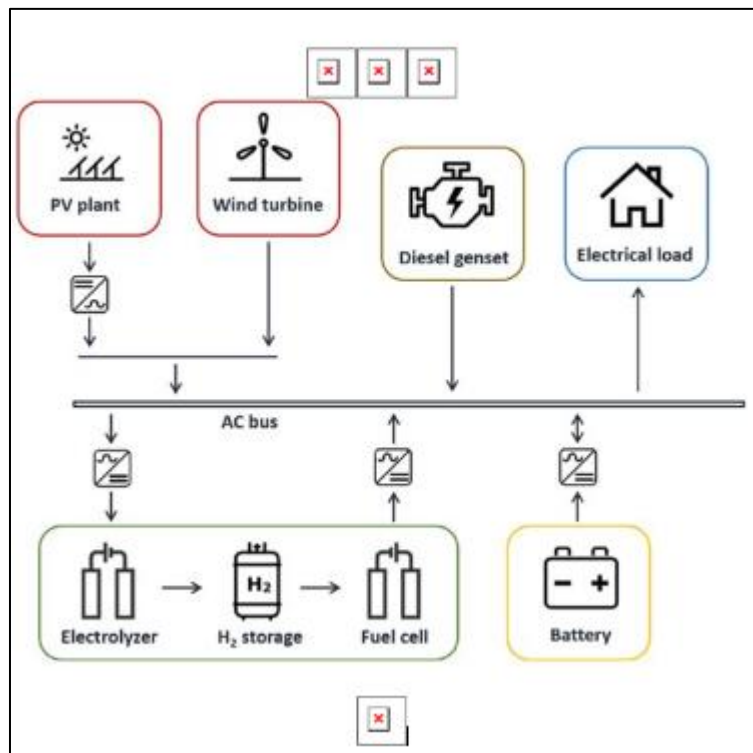 PV plant
Wind turbine
Diesel genset
Electrical load
AC bus
H₂
Electrolyzer
H₂ storage
Fuel cell
Battery